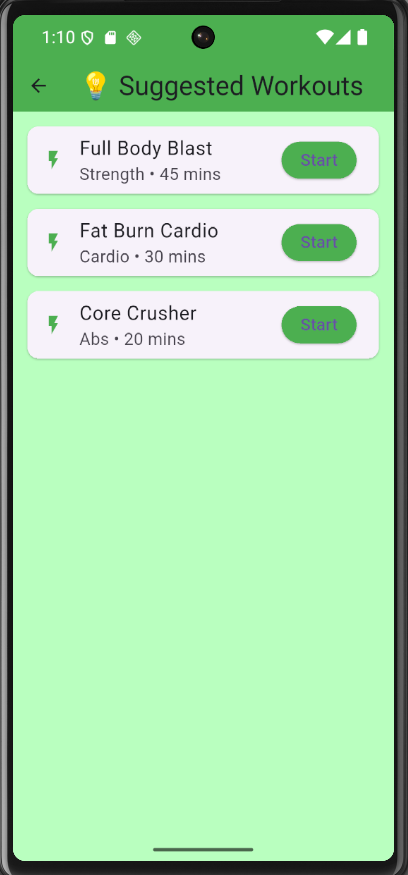 1:10
💡 Suggested Workouts
Full Body Blast
Strength • 45 mins
Start
Fat Burn Cardio
Cardio • 30 mins
Start
Core Crusher
Abs • 20 mins
Start